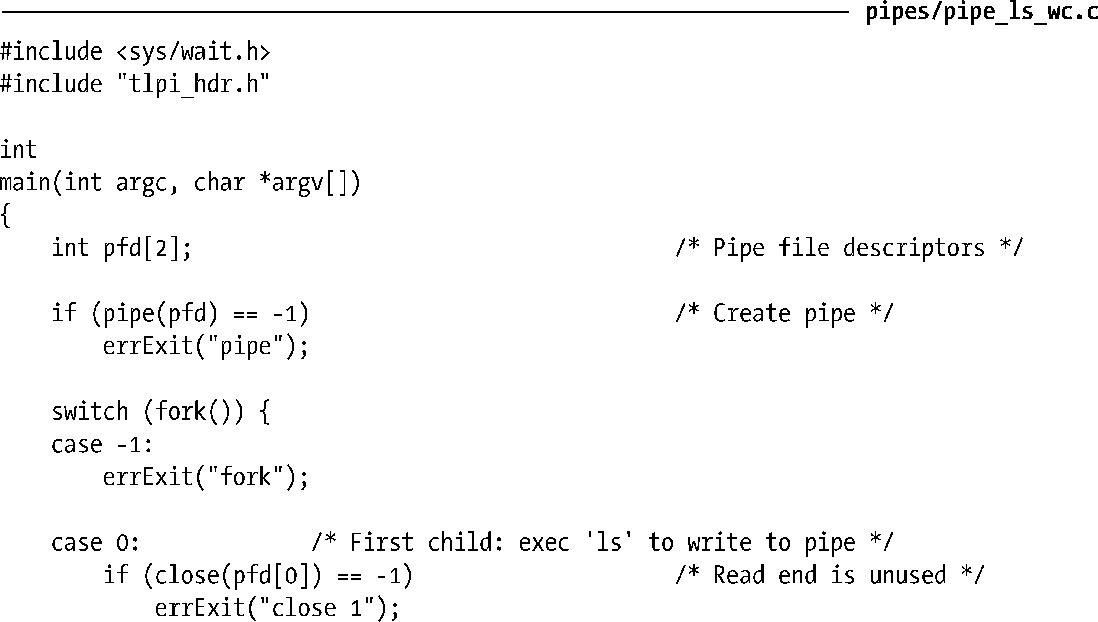 pipes/pipe_ls_wc.c
#include <sys/wait.h>
#include "tlpi_hdr.h"

int
main(int argc, char *argv[])
{
    int pfd[2];                                     /* Pipe file descriptors */

    if (pipe(pfd) == -1)                            /* Create pipe */
        errExit("pipe");

    switch (fork()) {
    case -1:
        errExit("fork");

    case 0:             /* First child: exec 'ls' to write to pipe */
        if (close(pfd[0]) == -1)                    /* Read end is unused */
            errExit("close 1");